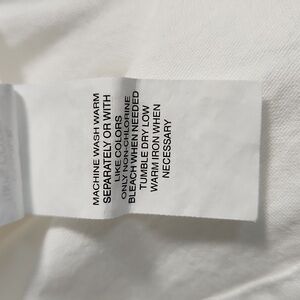 MACHINE WASH WARM
SEPARATELY OR WITH
LIKE COLORS
ONLY NON-CHLORINE
BLEACH WHEN NEEDED
TUMBLE DRY LOW
WARM IRON WHEN
NECESSARY